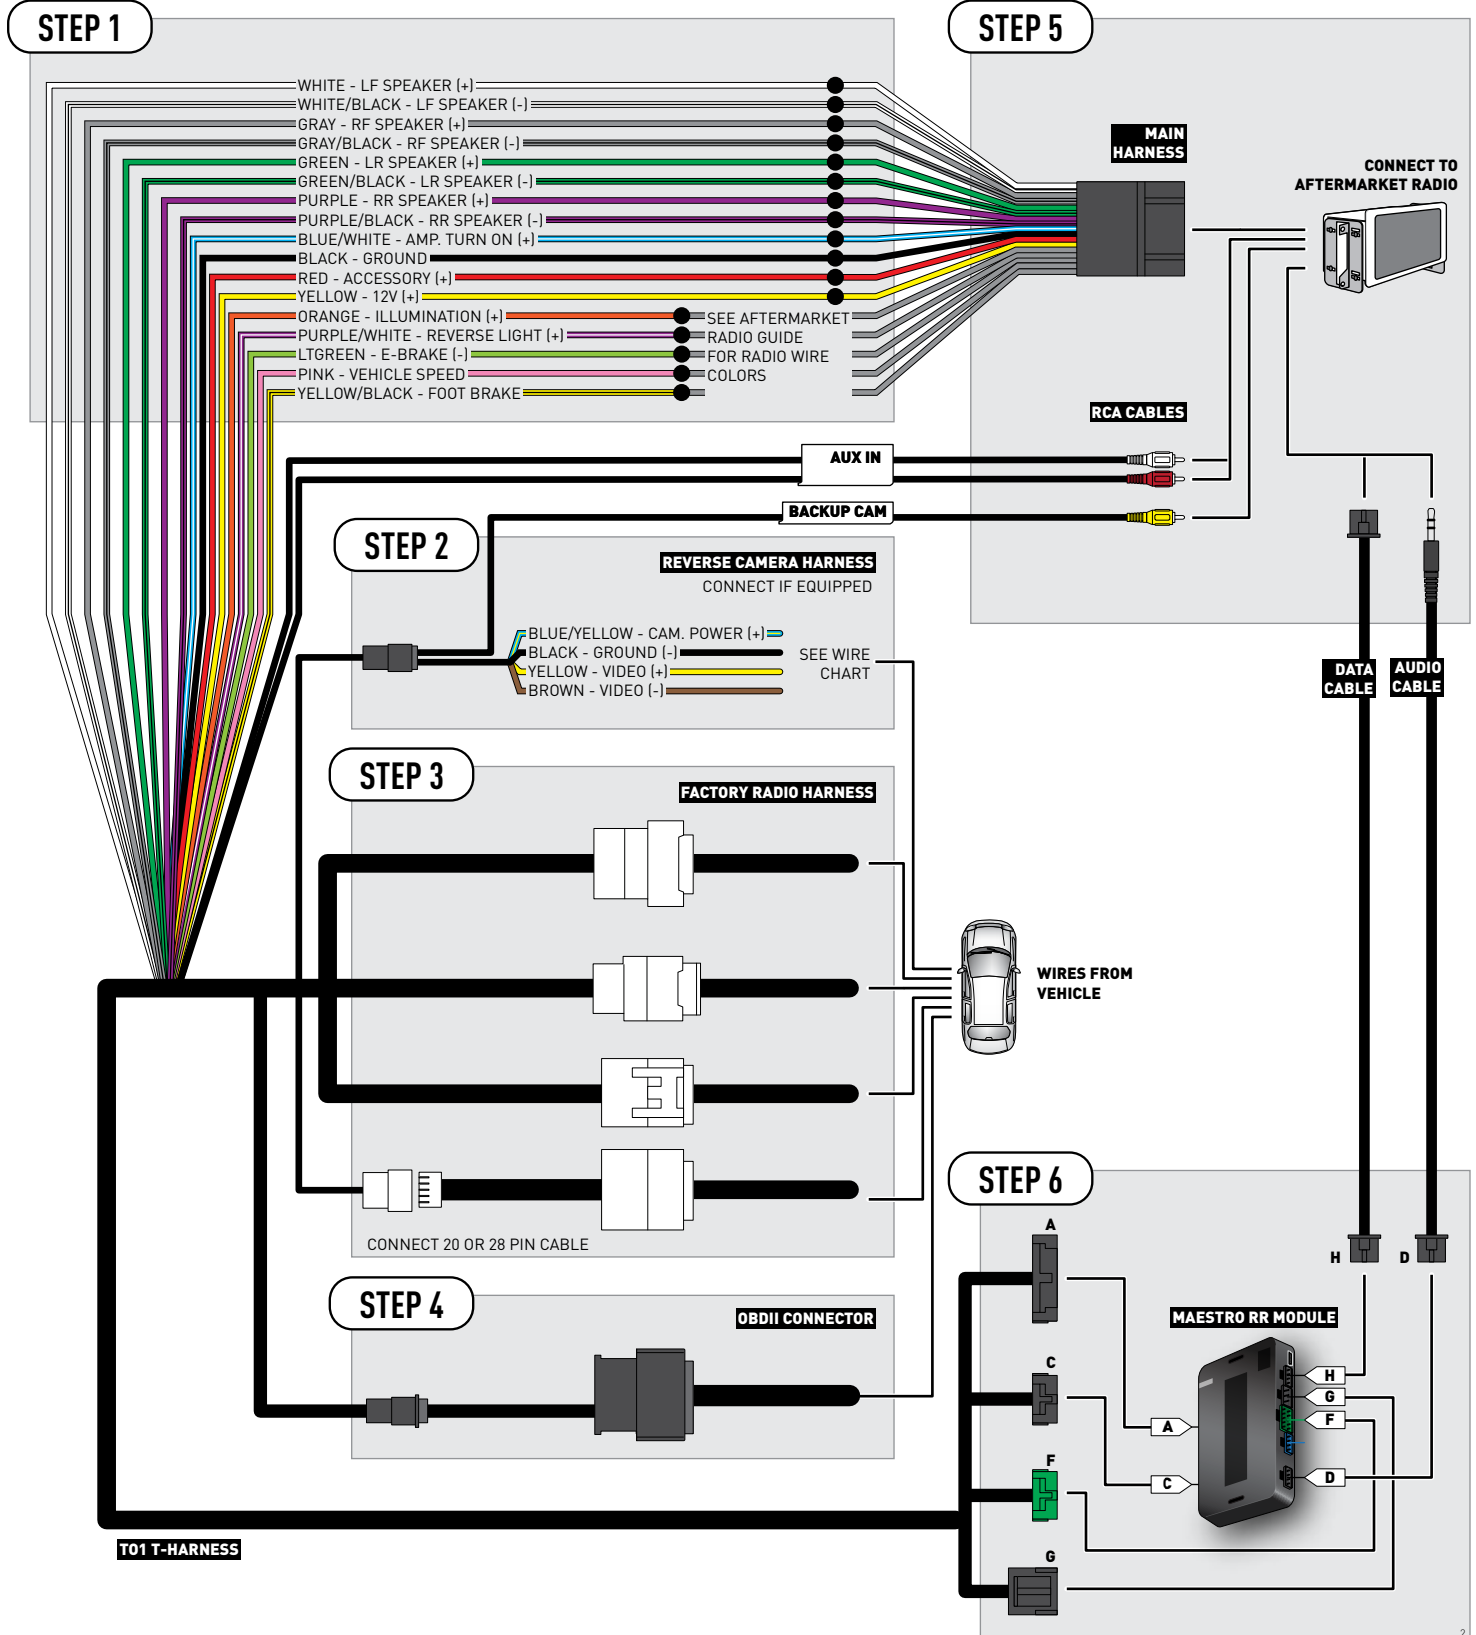 STEP 1
WHITE - LF SPEAKER (+)
WHITE/BLACK - LF SPEAKER (-)
GRAY - RF SPEAKER (+)
GRAY/BLACK - RF SPEAKER (-)
GREEN - LR SPEAKER (+)
GREEN/BLACK - LR SPEAKER (-)
PURPLE - RR SPEAKER (+)
PURPLE/BLACK - RR SPEAKER (-)
BLUE/WHITE - AMP. TURN ON (+)
BLACK - GROUND
RED - ACCESSORY (+)
YELLOW - 12V (+)
ORANGE - ILLUMINATION (+)
PURPLE/WHITE - REVERSE LIGHT (+)
LTGREEN - E-BRAKE (-)
PINK - VEHICLE SPEED
YELLOW/BLACK - FOOT BRAKE
SEE AFTERMARKET
RADIO GUIDE
FOR RADIO WIRE
COLORS
STEP 5
MAIN
HARNESS
CONNECT TO
AFTERMARKET RADIO
RCA CABLES
AUX IN
BACKUP CAM
DATA
CABLE
AUDIO
CABLE
STEP 2
REVERSE CAMERA HARNESS
CONNECT IF EQUIPPED
BLUE/YELLOW - CAM. POWER (+)
BLACK - GROUND (-)
YELLOW - VIDEO (+)
BROWN - VIDEO (-)
SEE WIRE
CHART
STEP 3
FACTORY RADIO HARNESS
WIRES FROM
VEHICLE
CONNECT 20 OR 28 PIN CABLE
STEP 4
OBDII CONNECTOR
T01 T-HARNESS
STEP 6
A
H
D
MAESTRO RR MODULE
C
H
G
F
A
F
C
D
G
2